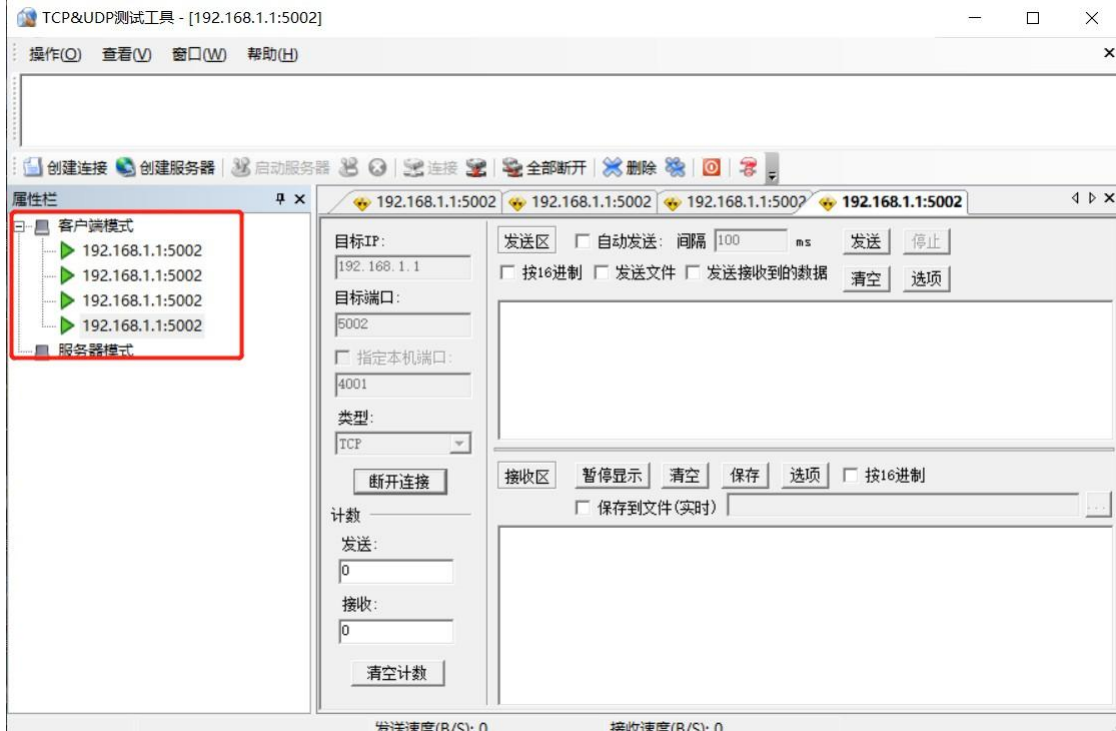 TCP&UDP测试工具 - [192.168.1.1:5002]
操作(O) 查看(V) 窗口(W) 帮助(H)
创建连接 创建服务器 启动服务器 连接 全部断开 删除
属性栏
客户端模式
192.168.1.1:5002
192.168.1.1:5002
192.168.1.1:5002
192.168.1.1:5002
服务器模式
192.168.1.1:5002 192.168.1.1:5002 192.168.1.1:5002 192.168.1.1:5002
目标IP:
192.168.1.1
目标端口:
5002
指定本机端口:
4001
类型:
TCP
断开连接
计数
发送:
0
接收:
0
清空计数
发送区 自动发送: 间隔 100 ms 发送 停止
按16进制 发送文件 发送接收到的数据 清空 选项
接收区 暂停显示 清空 保存 选项 按16进制
保存到文件(实时) ...
发送速度(B/S): 0 接收速度(B/S): 0